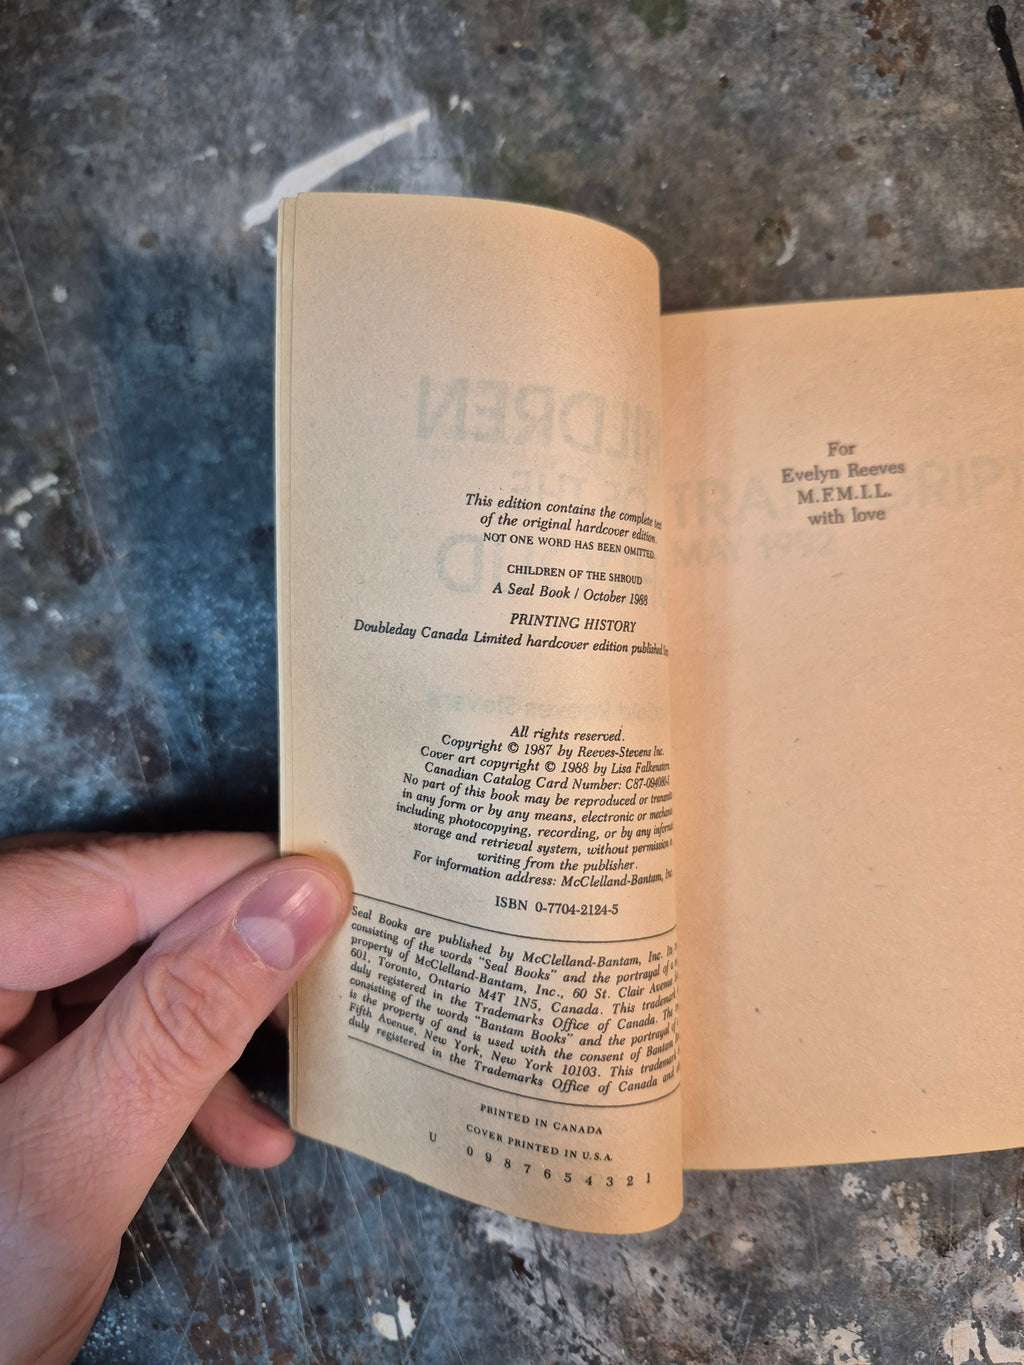 This edition contains the complete text
of the original hardcover edition.
NOT ONE WORD HAS BEEN OMITTED.
CHILDREN OF THE SHROUD
A Seal Book / October 1988
PRINTING HISTORY
Doubleday Canada Limited hardcover edition published
All rights reserved.
Copyright © 1987 by Reeves-Stevens Inc.
Cover art copyright © 1988 by Lisa Falkenstern.
Canadian Catalog Card Number:
No part of this book may be reproduced or
in any form or by any means, electronic or
including photocopying, recording, or by any
storage and retrieval system, without permission
writing from the publisher.
For information address: McClelland-Bantam, Inc.
ISBN 0-7704-2124-5
Seal Books are published by McClelland-Bantam, Inc. Its
consisting of the words "Seal Books" and the portrayal of a
property of McClelland-Bantam, Inc., 60 St. Clair Avenue
601, Toronto, Ontario M4T 1N5, Canada. This trademark
duly registered in the Trademarks Office of Canada. The
consisting of the words "Bantam Books" and the portrayal of
is the property of and is used with the consent of Bantam
Fifth Avenue, New York, New York 10103. This trademark
duly registered in the Trademarks Office of Canada and
PRINTED IN CANADA
COVER PRINTED IN U.S.A.
U 0 9 8 7 6 5 4 3 2 1
For
Evelyn Reeves
M.F.M.I.L.
with love